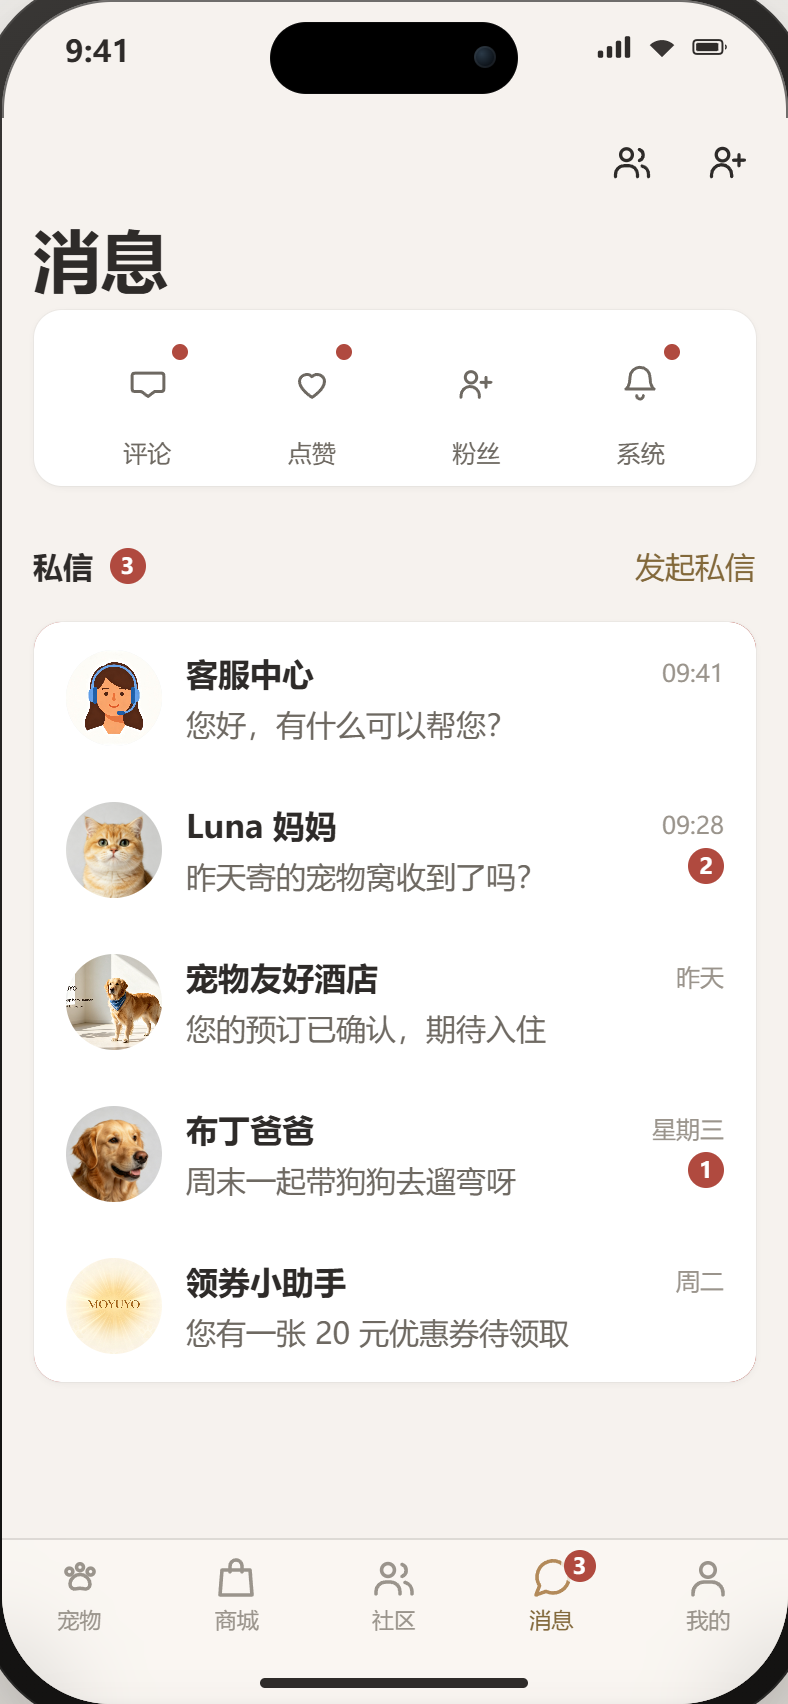 9:41
消息
评论
点赞
粉丝
系统
私信 3
发起私信
客服中心
09:41
您好，有什么可以帮您?
Luna 妈妈
09:28
昨天寄的宠物窝收到了吗?
2
宠物友好酒店
昨天
您的预订已确认，期待入住
布丁爸爸
星期三
周末一起带狗狗去遛弯呀
1
MOYUYO
领券小助手
周二
您有一张 20 元优惠券待领取
宠物
商城
社区
消息
3
我的